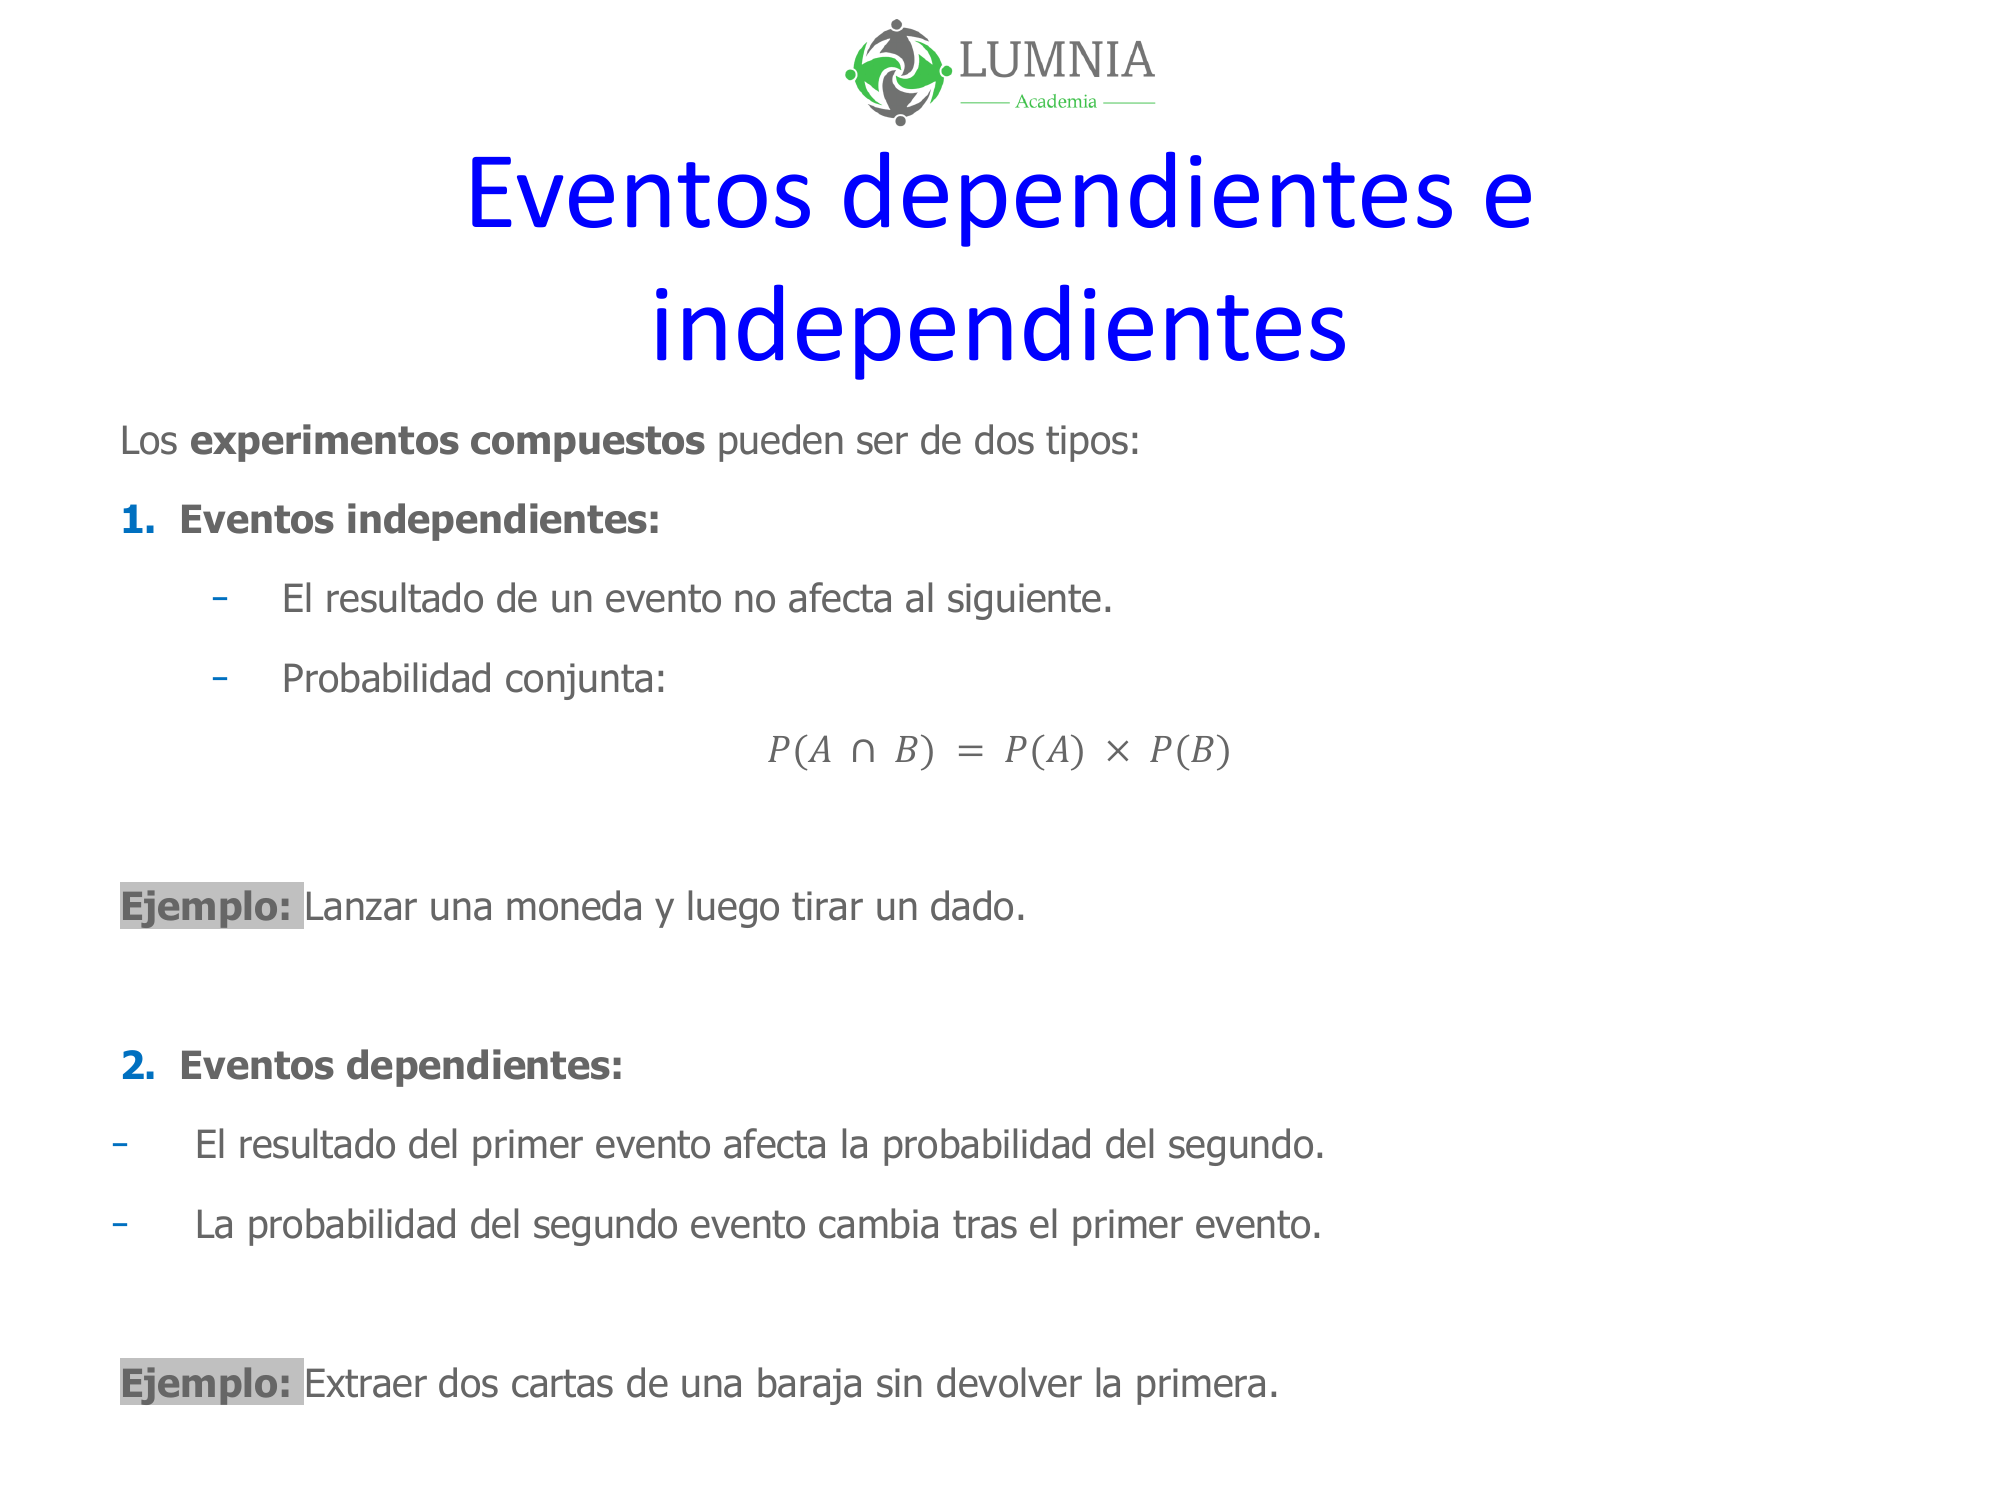 LUMNIA
Academia
Eventos dependientes e
independientes
Los experimentos compuestos pueden ser de dos tipos:
1. Eventos independientes:
- El resultado de un evento no afecta al siguiente.
- Probabilidad conjunta:
P(A ∩ B) = P(A) × P(B)
Ejemplo: Lanzar una moneda y luego tirar un dado.
2. Eventos dependientes:
- El resultado del primer evento afecta la probabilidad del segundo.
- La probabilidad del segundo evento cambia tras el primer evento.
Ejemplo: Extraer dos cartas de una baraja sin devolver la primera.